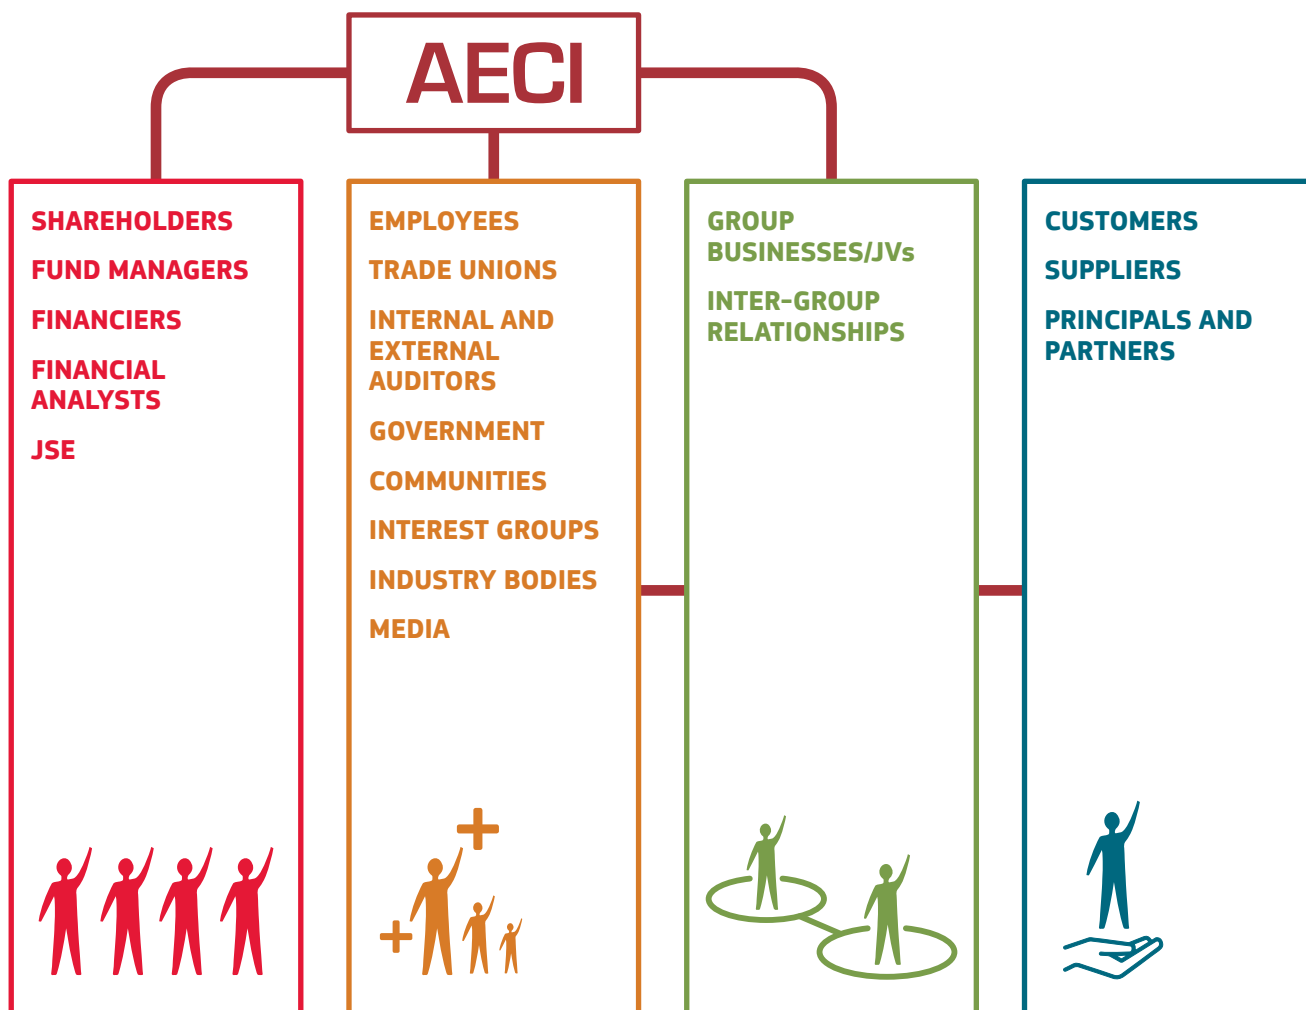 AECI
SHAREHOLDERS
FUND MANAGERS
FINANCIERS
FINANCIAL
ANALYSTS
JSE
EMPLOYEES
TRADE UNIONS
INTERNAL AND
EXTERNAL
AUDITORS
GOVERNMENT
COMMUNITIES
INTEREST GROUPS
INDUSTRY BODIES
MEDIA
GROUP
BUSINESSES/JVs
INTER-GROUP
RELATIONSHIPS
CUSTOMERS
SUPPLIERS
PRINCIPALS AND
PARTNERS